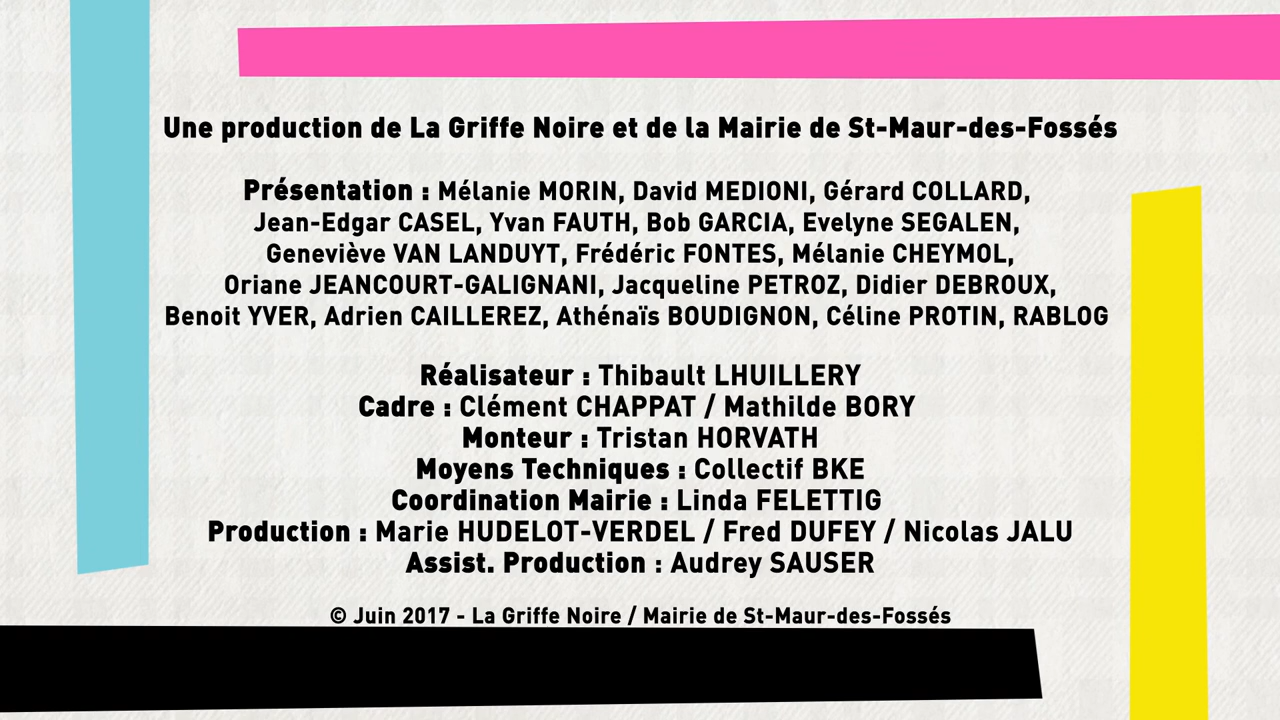 Une production de La Griffe Noire et de la Mairie de St-Maur-des-Fossés
Présentation : Mélanie MORIN, David MEDIONI, Gérard COLLARD,
Jean-Edgar CASEL, Yvan FAUTH, Bob GARCIA, Evelyne SEGALEN,
Geneviève VAN LANDUYT, Frédéric FONTES, Mélanie CHEYMOL,
Oriane JEANCOURT-GALIGNANI, Jacqueline PETROZ, Didier DEBROUX,
Benoit YVER, Adrien CAILLEREZ, Athénaïs BOUDIGNON, Céline PROTIN, RABLOG
Réalisateur : Thibault LHUILLERY
Cadre : Clément CHAPPAT / Mathilde BORY
Monteur : Tristan HORVATH
Moyens Techniques : Collectif BKE
Coordination Mairie : Linda FELETTIG
Production : Marie HUDELOT-VERDEL / Fred DUFEY / Nicolas JALU
Assist. Production : Audrey SAUSER
© Juin 2017 - La Griffe Noire / Mairie de St-Maur-des-Fossés